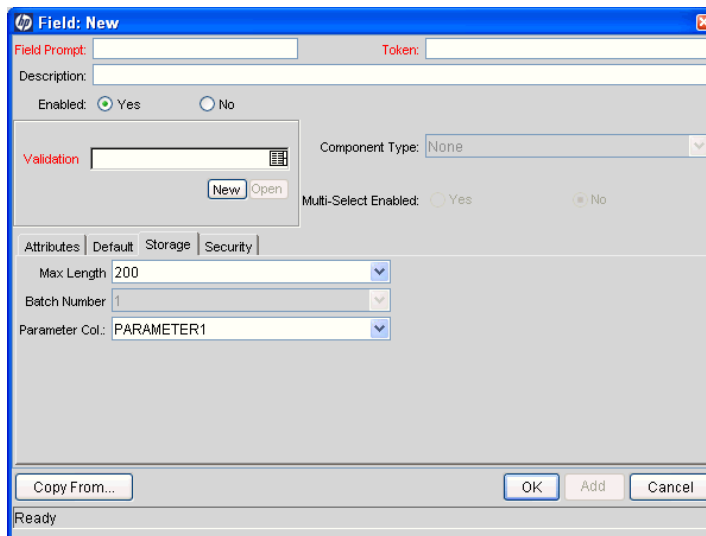 hp Field: New
Field Prompt: Token:
Description:
Enabled: Yes No
Validation
Component Type: None
New Open
Multi-Select Enabled: Yes No
Attributes Default Storage Security
Max Length 200
Batch Number 1
Parameter Col.: PARAMETER1
Copy From... OK Add Cancel
Ready